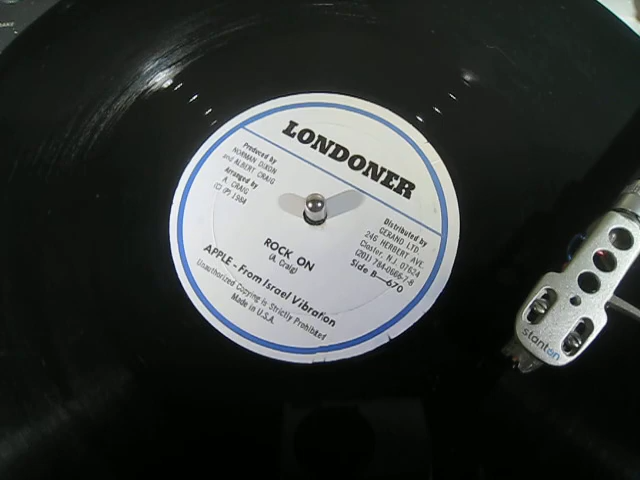 LONDONER
Produced by
NORMAN DIXON
and ALBERT CRAIG
Arranged by
A. CRAIG
(C) (P) 1984
Distributed by
GERAND LTD.
246 HERBERT AVE.
Closter, N.J. 07624
(201) 784-0666-7-8
Side B—670
ROCK ON
(A. Craig)
APPLE - From Israel Vibration
Unauthorized Copying is Strictly Prohibited
Made in U.S.A.
stanton